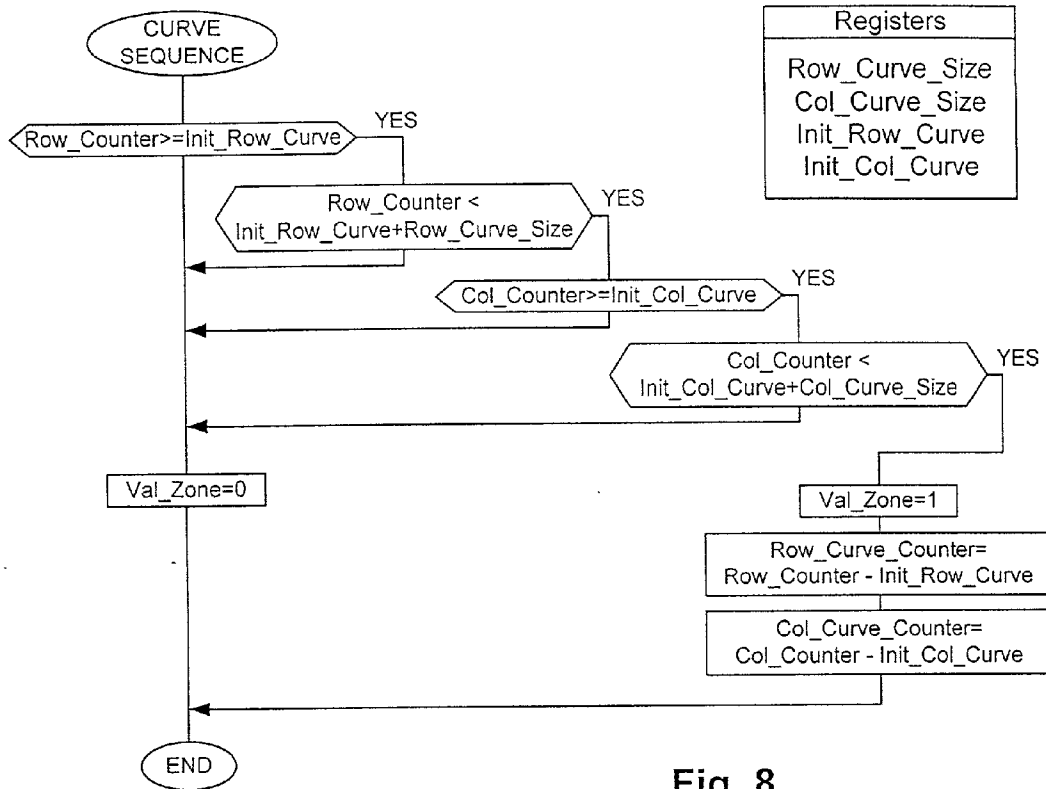 CURVE
SEQUENCE
Registers
Row_Curve_Size
Col_Curve_Size
Init_Row_Curve
Init_Col_Curve
Row_Counter>=Init_Row_Curve
YES
Row_Counter <
Init_Row_Curve+Row_Curve_Size
YES
Col_Counter>=Init_Col_Curve
YES
Col_Counter <
Init_Col_Curve+Col_Curve_Size
YES
Val_Zone=0
Val_Zone=1
Row_Curve_Counter=
Row_Counter - Init_Row_Curve
Col_Curve_Counter=
Col_Counter - Init_Col_Curve
END
Fig. 8